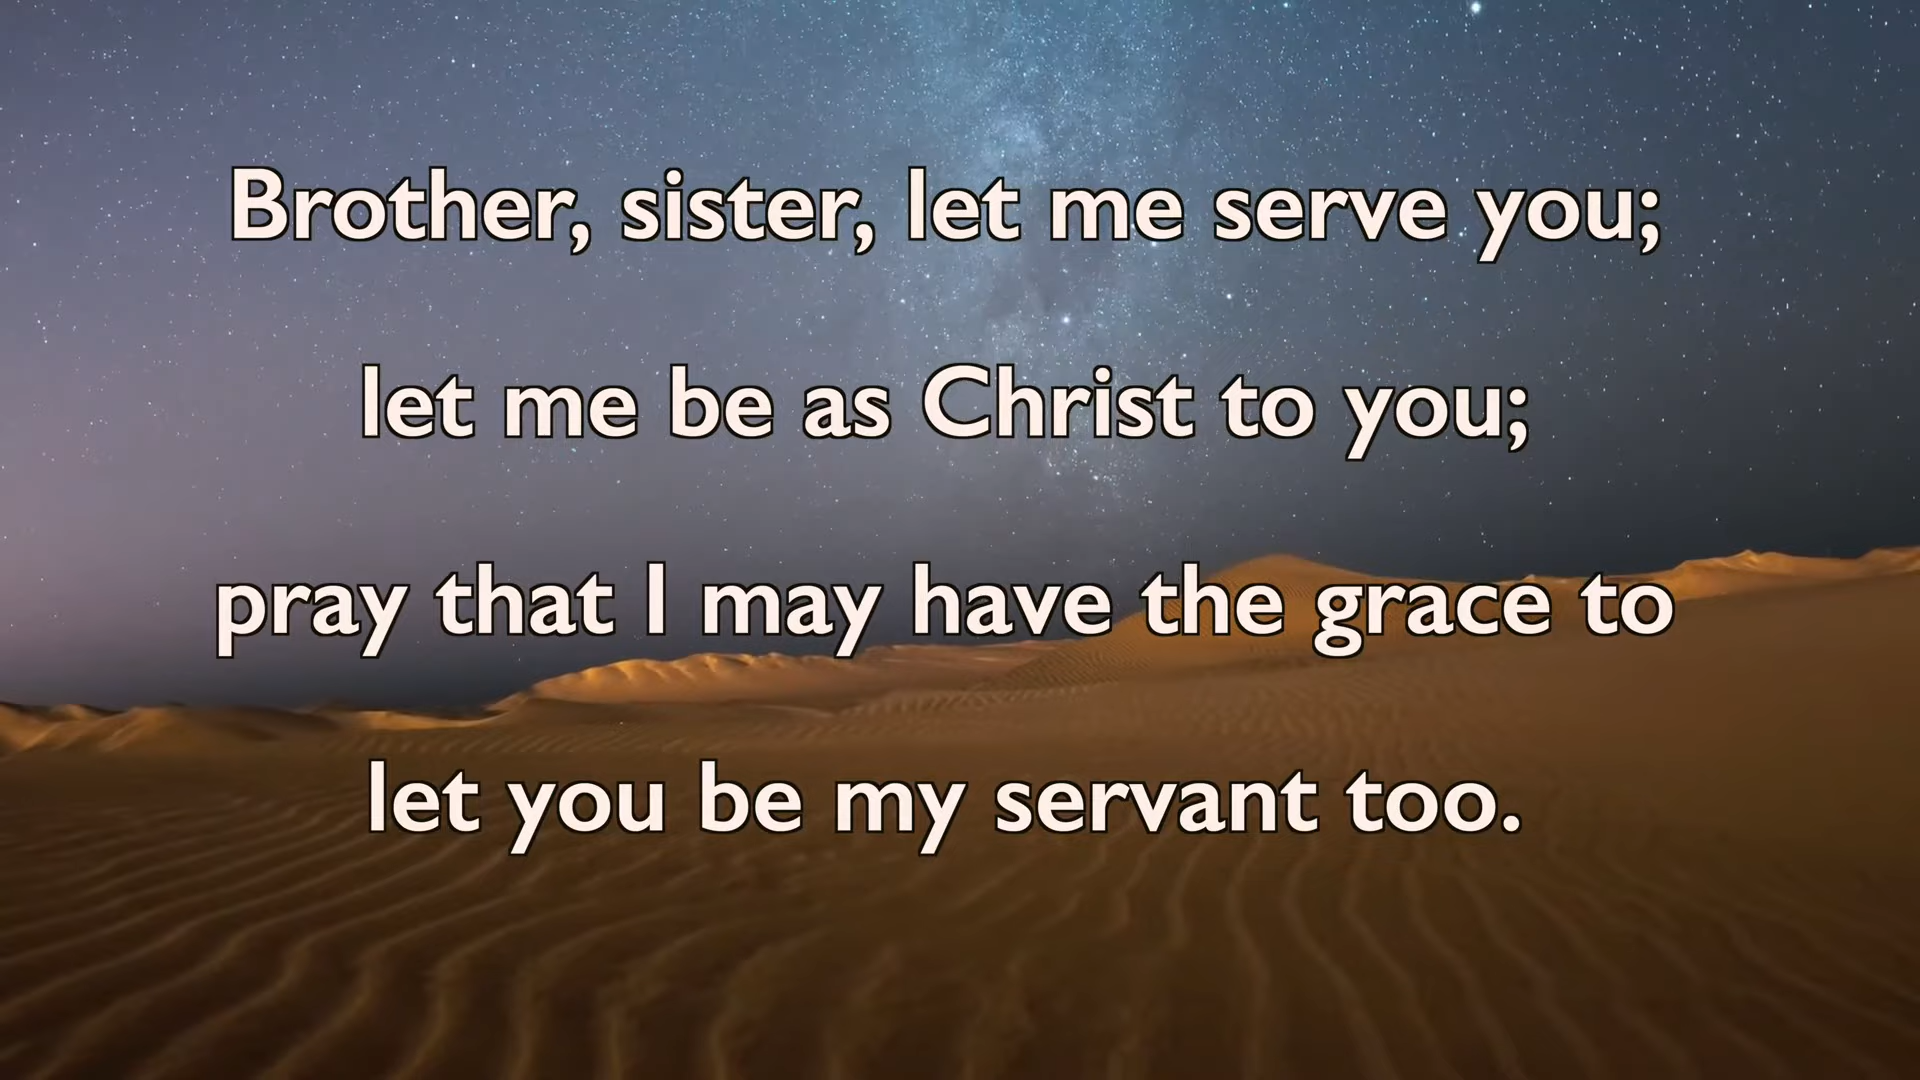 Brother, sister, let me serve you;
let me be as Christ to you;
pray that I may have the grace to
let you be my servant too.